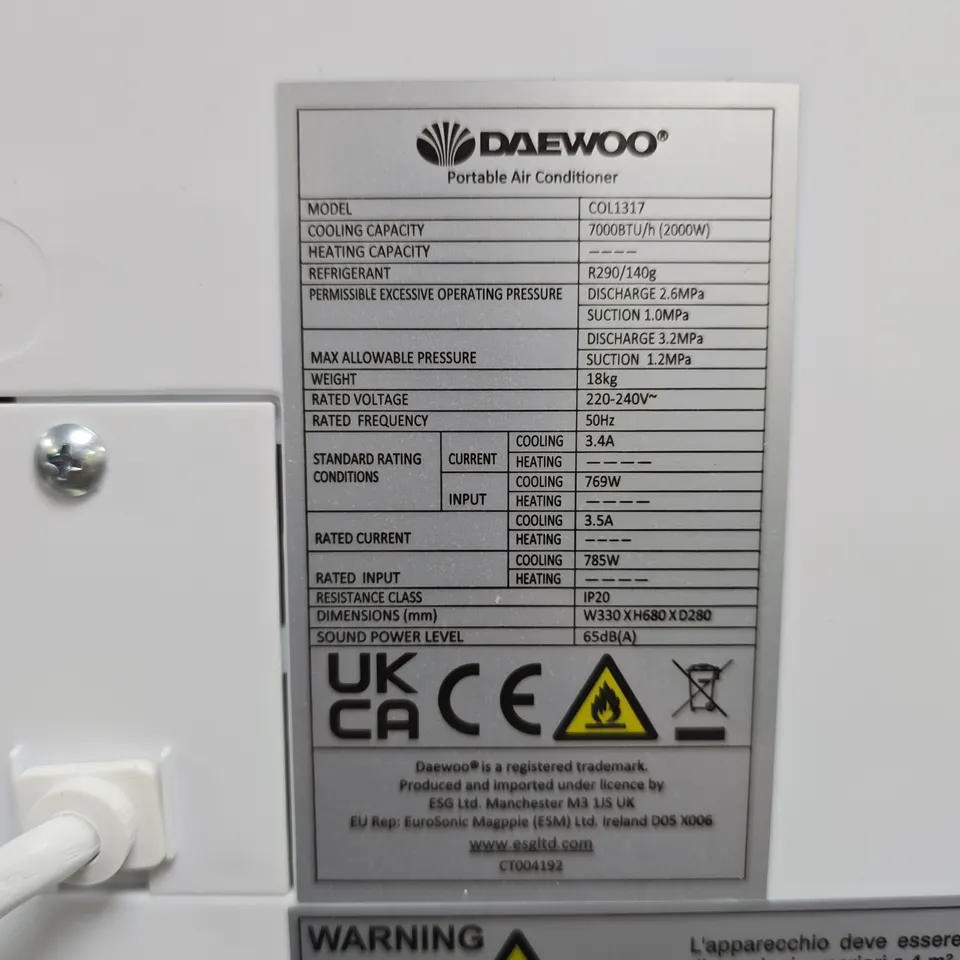 DAEWOO®
Portable Air Conditioner
MODEL COL1317
COOLING CAPACITY 7000BTU/h (2000W)
HEATING CAPACITY ————
REFRIGERANT R290/140g
PERMISSIBLE EXCESSIVE OPERATING PRESSURE DISCHARGE 2.6MPa
SUCTION 1.0MPa
DISCHARGE 3.2MPa
MAX ALLOWABLE PRESSURE SUCTION 1.2MPa
WEIGHT 18kg
RATED VOLTAGE 220-240V~
RATED FREQUENCY 50Hz
STANDARD RATING CONDITIONS CURRENT COOLING 3.4A
HEATING ————
INPUT COOLING 769W
HEATING ————
RATED CURRENT COOLING 3.5A
HEATING ————
RATED INPUT COOLING 785W
HEATING ————
RESISTANCE CLASS IP20
DIMENSIONS (mm) W330 X H680 X D280
SOUND POWER LEVEL 65dB(A)
UK
CA
CE
Daewoo® is a registered trademark.
Produced and imported under licence by
ESG Ltd. Manchester M3 1JS UK
EU Rep: EuroSonic Magpple (ESM) Ltd. Ireland D05 X006
www.esgltd.com
CT004192
WARNING
L'apparecchio deve essere